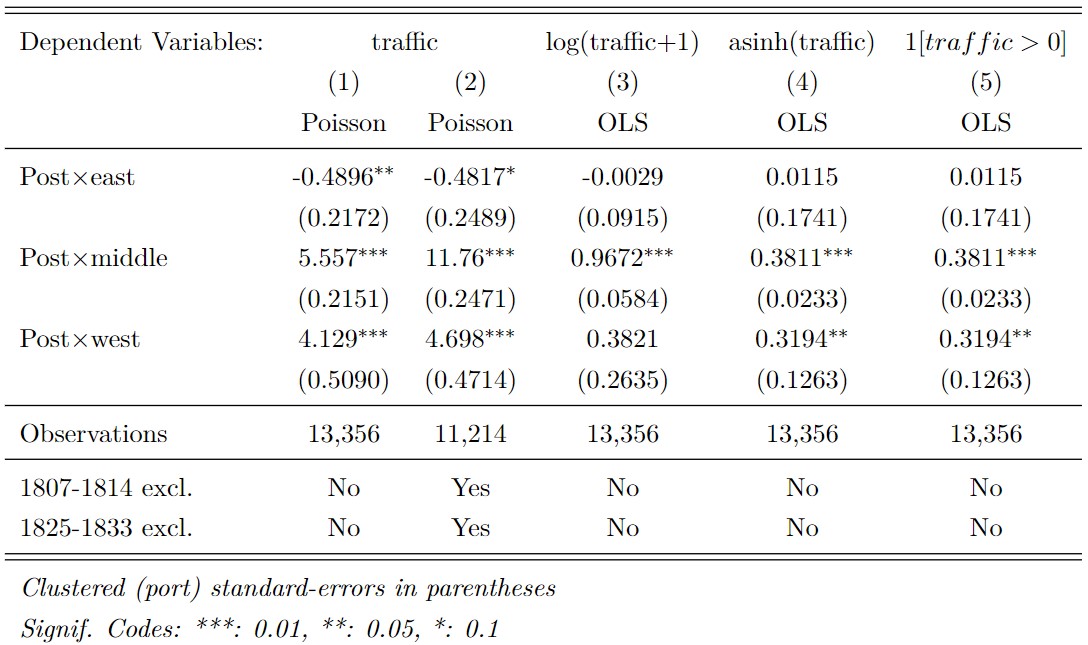 Dependent Variables: traffic log(traffic+1) asinh(traffic) 1[traffic > 0]
(1) (2) (3) (4) (5)
Poisson Poisson OLS OLS OLS
Post×east -0.4896** -0.4817* -0.0029 0.0115 0.0115
(0.2172) (0.2489) (0.0915) (0.1741) (0.1741)
Post×middle 5.557*** 11.76*** 0.9672*** 0.3811*** 0.3811***
(0.2151) (0.2471) (0.0584) (0.0233) (0.0233)
Post×west 4.129*** 4.698*** 0.3821 0.3194** 0.3194**
(0.5090) (0.4714) (0.2635) (0.1263) (0.1263)
Observations 13,356 11,214 13,356 13,356 13,356
1807-1814 excl. No Yes No No No
1825-1833 excl. No Yes No No No
Clustered (port) standard-errors in parentheses
Signif. Codes: ***: 0.01, **: 0.05, *: 0.1